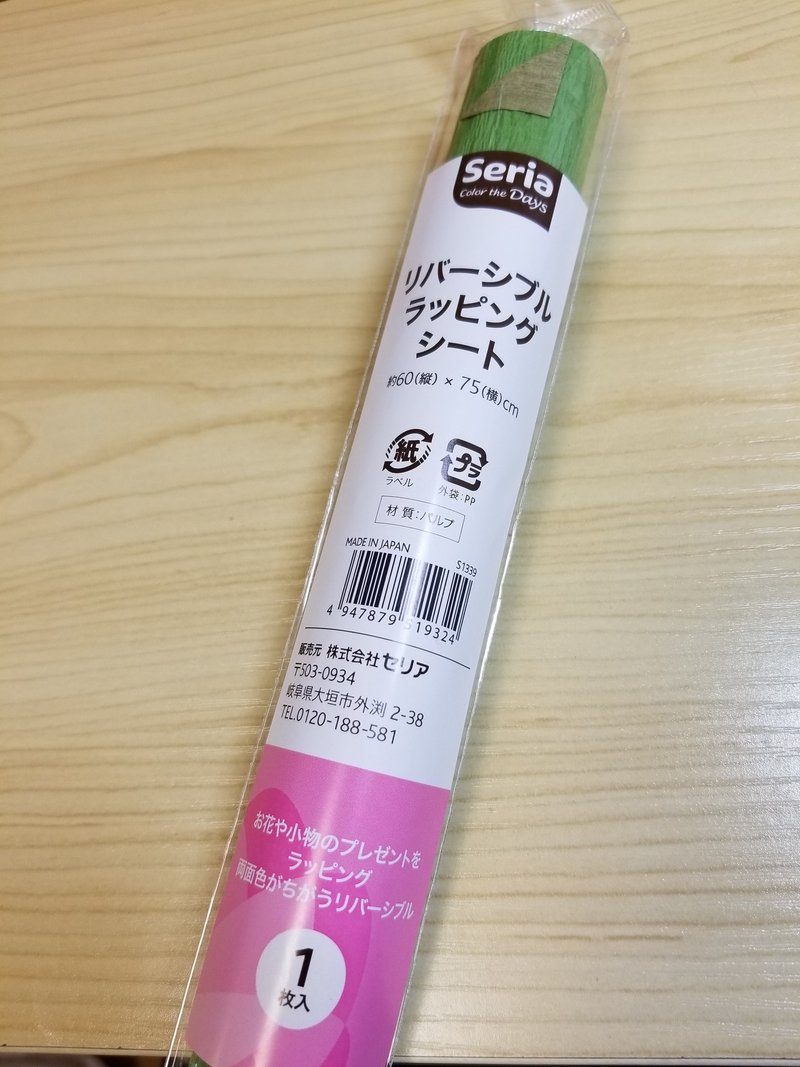 Seria
Color the Days
リバーシブル
ラッピング
シート
約60(縦)×75(横)cm
紙
ラベル
プラ
外袋:PP
材質:パルプ
MADE IN JAPAN
S1339
4 947879 519324
販売元 株式会社セリア
〒503-0934
岐阜県大垣市外渕 2-38
TEL.0120-188-581
お花や小物のプレゼントを
ラッピング
両面色がちがうリバーシブル
1
枚入